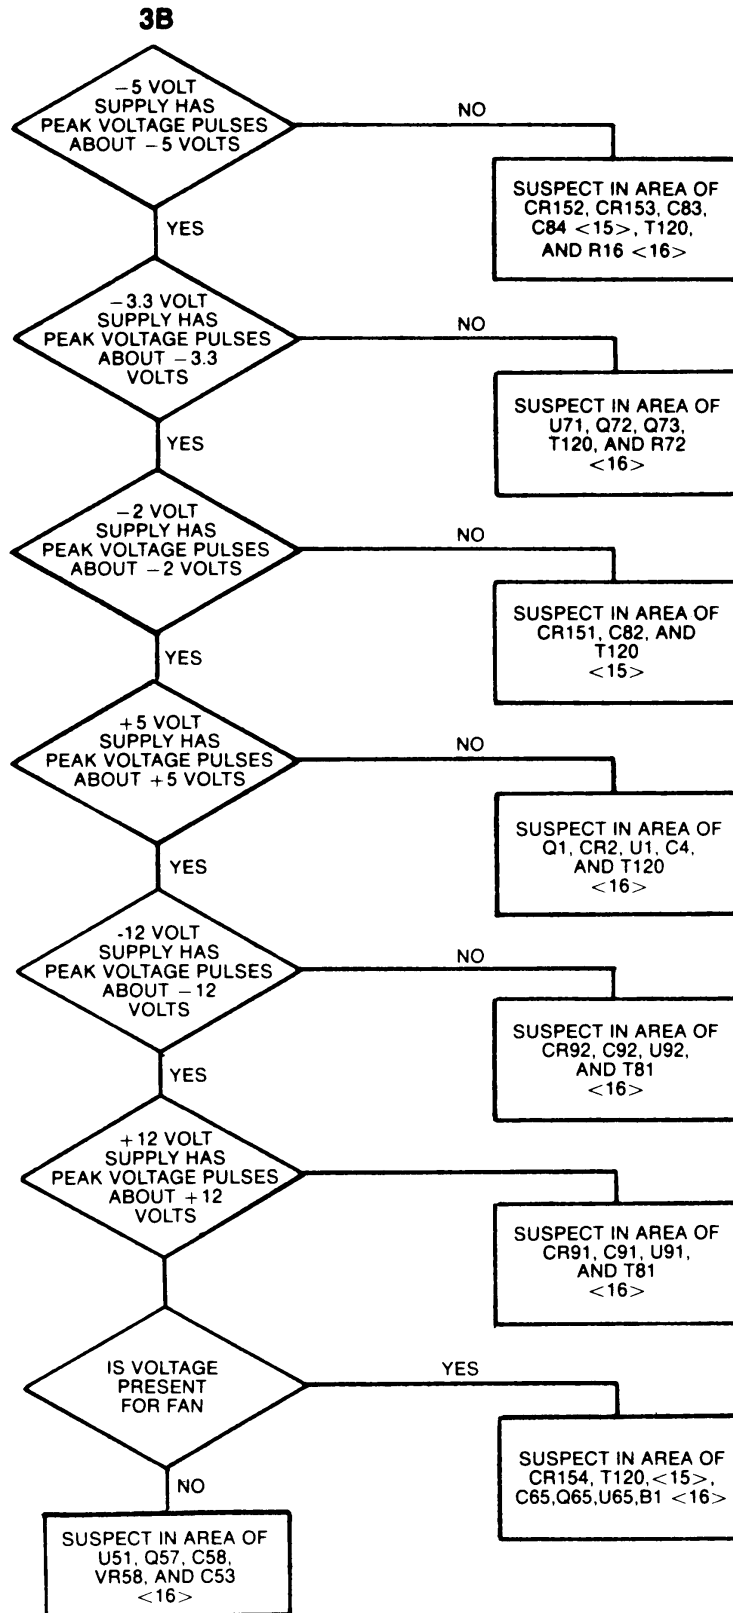 3B
−5 VOLT
SUPPLY HAS
PEAK VOLTAGE PULSES
ABOUT −5 VOLTS
NO
SUSPECT IN AREA OF
CR152, CR153, C83,
C84 <15>, T120,
AND R16 <16>
YES
−3.3 VOLT
SUPPLY HAS
PEAK VOLTAGE PULSES
ABOUT −3.3
VOLTS
NO
SUSPECT IN AREA OF
U71, Q72, Q73,
T120, AND R72
<16>
YES
−2 VOLT
SUPPLY HAS
PEAK VOLTAGE PULSES
ABOUT −2 VOLTS
NO
SUSPECT IN AREA OF
CR151, C82, AND
T120
<15>
YES
+5 VOLT
SUPPLY HAS
PEAK VOLTAGE PULSES
ABOUT +5 VOLTS
NO
SUSPECT IN AREA OF
Q1, CR2, U1, C4,
AND T120
<16>
YES
-12 VOLT
SUPPLY HAS
PEAK VOLTAGE PULSES
ABOUT −12
VOLTS
NO
SUSPECT IN AREA OF
CR92, C92, U92,
AND T81
<16>
YES
+12 VOLT
SUPPLY HAS
PEAK VOLTAGE PULSES
ABOUT +12
VOLTS
SUSPECT IN AREA OF
CR91, C91, U91,
AND T81
<16>
IS VOLTAGE
PRESENT
FOR FAN
YES
SUSPECT IN AREA OF
CR154, T120,<15>,
C65,Q65,U65,B1 <16>
NO
SUSPECT IN AREA OF
U51, Q57, C58,
VR58, AND C53
<16>